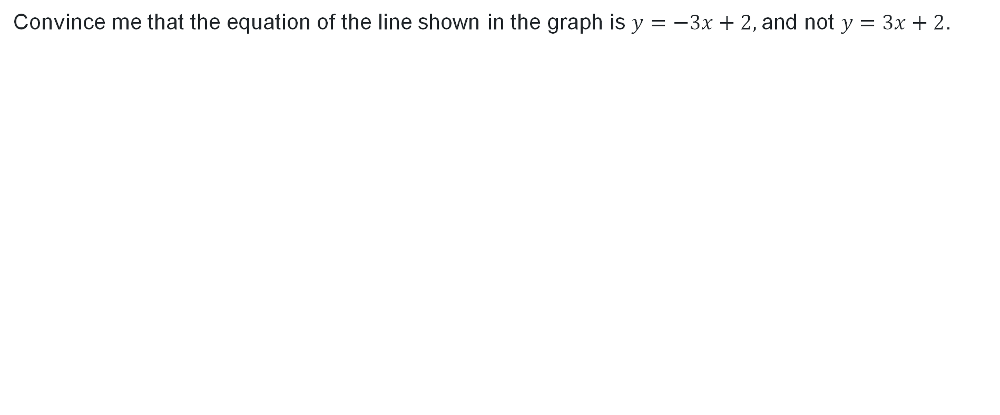 Convince me that the equation of the line shown in the graph is y = −3x + 2, and not y = 3x + 2.